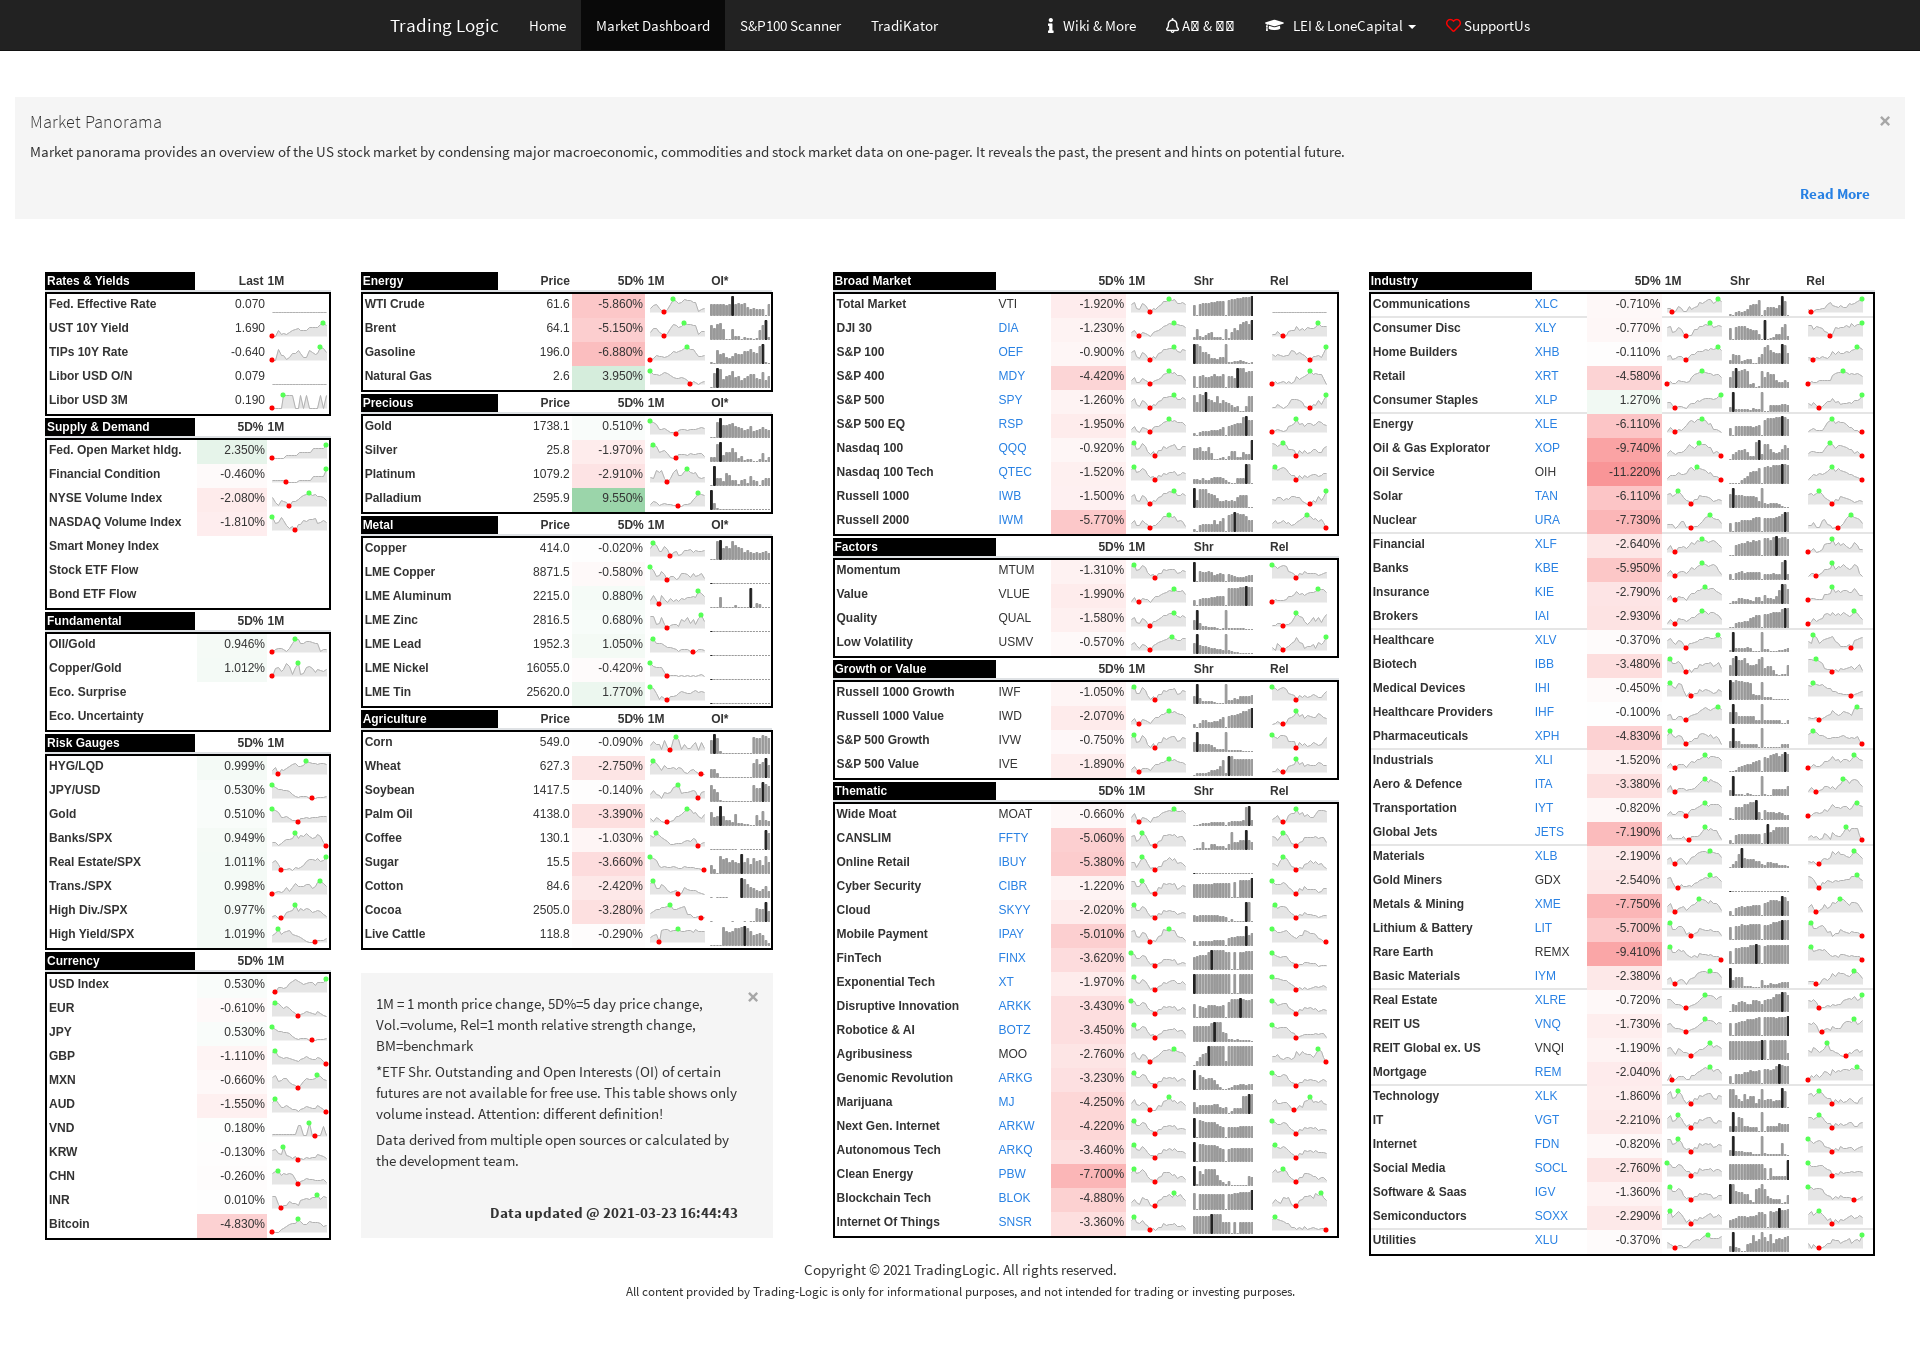 Trading Logic Home Market Dashboard S&P100 Scanner TradiKator Wiki & More LEI & LoneCapital SupportUs
Market Panorama ×
Market panorama provides an overview of the US stock market by condensing major macroeconomic, commodities and stock market data on one-pager. It reveals the past, the present and hints on potential future.
Read More
Rates & Yields Last 1M
Fed. Effective Rate 0.070
UST 10Y Yield 1.690
TIPs 10Y Rate -0.640
Libor USD O/N 0.079
Libor USD 3M 0.190
Supply & Demand 5D% 1M
Fed. Open Market hldg. 2.350%
Financial Condition -0.460%
NYSE Volume Index -2.080%
NASDAQ Volume Index -1.810%
Smart Money Index
Stock ETF Flow
Bond ETF Flow
Fundamental 5D% 1M
OIl/Gold 0.946%
Copper/Gold 1.012%
Eco. Surprise
Eco. Uncertainty
Risk Gauges 5D% 1M
HYG/LQD 0.999%
JPY/USD 0.530%
Gold 0.510%
Banks/SPX 0.949%
Real Estate/SPX 1.011%
Trans./SPX 0.998%
High Div./SPX 0.977%
High Yield/SPX 1.019%
Currency 5D% 1M
USD Index 0.530%
EUR -0.610%
JPY 0.530%
GBP -1.110%
MXN -0.660%
AUD -1.550%
VND 0.180%
KRW -0.130%
CHN -0.260%
INR 0.010%
Bitcoin -4.830%
Energy Price 5D% 1M OI*
WTI Crude 61.6 -5.860%
Brent 64.1 -5.150%
Gasoline 196.0 -6.880%
Natural Gas 2.6 3.950%
Precious Price 5D% 1M OI*
Gold 1738.1 0.510%
Silver 25.8 -1.970%
Platinum 1079.2 -2.910%
Palladium 2595.9 9.550%
Metal Price 5D% 1M OI*
Copper 414.0 -0.020%
LME Copper 8871.5 -0.580%
LME Aluminum 2215.0 0.880%
LME Zinc 2816.5 0.680%
LME Lead 1952.3 1.050%
LME Nickel 16055.0 -0.420%
LME Tin 25620.0 1.770%
Agriculture Price 5D% 1M OI*
Corn 549.0 -0.090%
Wheat 627.3 -2.750%
Soybean 1417.5 -0.140%
Palm Oil 4138.0 -3.390%
Coffee 130.1 -1.030%
Sugar 15.5 -3.660%
Cotton 84.6 -2.420%
Cocoa 2505.0 -3.280%
Live Cattle 118.8 -0.290%
×
1M = 1 month price change, 5D%=5 day price change,
Vol.=volume, Rel=1 month relative strength change,
BM=benchmark
*ETF Shr. Outstanding and Open Interests (OI) of certain
futures are not available for free use. This table shows only
volume instead. Attention: different definition!
Data derived from multiple open sources or calculated by
the development team.
Data updated @ 2021-03-23 16:44:43
Broad Market 5D% 1M Shr Rel
Total Market VTI -1.920%
DJI 30 DIA -1.230%
S&P 100 OEF -0.900%
S&P 400 MDY -4.420%
S&P 500 SPY -1.260%
S&P 500 EQ RSP -1.950%
Nasdaq 100 QQQ -0.920%
Nasdaq 100 Tech QTEC -1.520%
Russell 1000 IWB -1.500%
Russell 2000 IWM -5.770%
Factors 5D% 1M Shr Rel
Momentum MTUM -1.310%
Value VLUE -1.990%
Quality QUAL -1.580%
Low Volatility USMV -0.570%
Growth or Value 5D% 1M Shr Rel
Russell 1000 Growth IWF -1.050%
Russell 1000 Value IWD -2.070%
S&P 500 Growth IVW -0.750%
S&P 500 Value IVE -1.890%
Thematic 5D% 1M Shr Rel
Wide Moat MOAT -0.660%
CANSLIM FFTY -5.060%
Online Retail IBUY -5.380%
Cyber Security CIBR -1.220%
Cloud SKYY -2.020%
Mobile Payment IPAY -5.010%
FinTech FINX -3.620%
Exponential Tech XT -1.970%
Disruptive Innovation ARKK -3.430%
Robotice & AI BOTZ -3.450%
Agribusiness MOO -2.760%
Genomic Revolution ARKG -3.230%
Marijuana MJ -4.250%
Next Gen. Internet ARKW -4.220%
Autonomous Tech ARKQ -3.460%
Clean Energy PBW -7.700%
Blockchain Tech BLOK -4.880%
Internet Of Things SNSR -3.360%
Industry 5D% 1M Shr Rel
Communications XLC -0.710%
Consumer Disc XLY -0.770%
Home Builders XHB -0.110%
Retail XRT -4.580%
Consumer Staples XLP 1.270%
Energy XLE -6.110%
Oil & Gas Explorator XOP -9.740%
Oil Service OIH -11.220%
Solar TAN -6.110%
Nuclear URA -7.730%
Financial XLF -2.640%
Banks KBE -5.950%
Insurance KIE -2.790%
Brokers IAI -2.930%
Healthcare XLV -0.370%
Biotech IBB -3.480%
Medical Devices IHI -0.450%
Healthcare Providers IHF -0.100%
Pharmaceuticals XPH -4.830%
Industrials XLI -1.520%
Aero & Defence ITA -3.380%
Transportation IYT -0.820%
Global Jets JETS -7.190%
Materials XLB -2.190%
Gold Miners GDX -2.540%
Metals & Mining XME -7.750%
Lithium & Battery LIT -5.700%
Rare Earth REMX -9.410%
Basic Materials IYM -2.380%
Real Estate XLRE -0.720%
REIT US VNQ -1.730%
REIT Global ex. US VNQI -1.190%
Mortgage REM -2.040%
Technology XLK -1.860%
IT VGT -2.210%
Internet FDN -0.820%
Social Media SOCL -2.760%
Software & Saas IGV -1.360%
Semiconductors SOXX -2.290%
Utilities XLU -0.370%
Copyright © 2021 TradingLogic. All rights reserved.
All content provided by Trading-Logic is only for informational purposes, and not intended for trading or investing purposes.